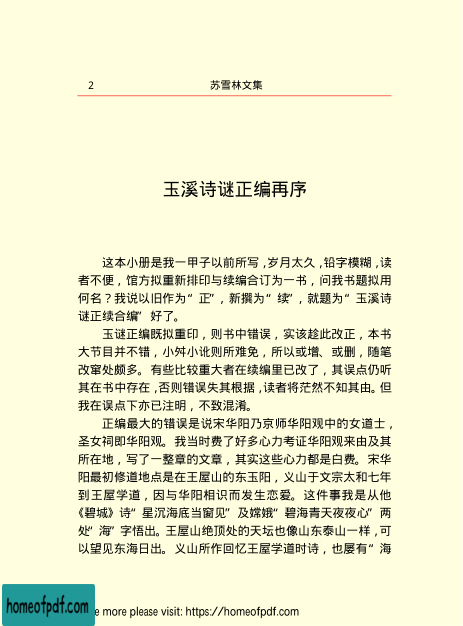 2 苏雪林文集
玉溪诗谜正编再序
这本小册是我一甲子以前所写，岁月太久，铅字模糊，读
者不便，馆方拟重新排印与续编合订为一书，问我书题拟用
何名？我说以旧作为“正”，新撰为“续”，就题为“玉溪诗
谜正续合编”好了。
玉谜正编既拟重印，则书中错误，实该趁此改正，本书
大节目并不错，小舛小讹则所难免，所以或增、或删，随笔
改窜处颇多。有些比较重大者在续编里已改了，其误点仍听
其在书中存在，否则错误失其根据，读者将茫然不知其由。但
我在误点下亦已注明，不致混淆。
正编最大的错误是说宋华阳乃京师华阳观中的女道士，
圣女祠即华阳观。我当时费了好多心力考证华阳观来由及其
所在地，写了一整章的文章，其实这些心力都是白费。宋华
阳最初修道地点是在王屋山的东玉阳，义山于文宗太和七年
到王屋学道，因与华阳相识而发生恋爱。这件事我是从他
《碧城》诗“星沉海底当窗见”及嫦娥“碧海青天夜夜心”两
处“海”字悟出。王屋山绝顶处的天坛也像山东泰山一样，可
以望见东海日出。义山所作回忆王屋学道时诗，也屡有“海
homeofpdf.com
e more please visit: https://homeofpdf.com